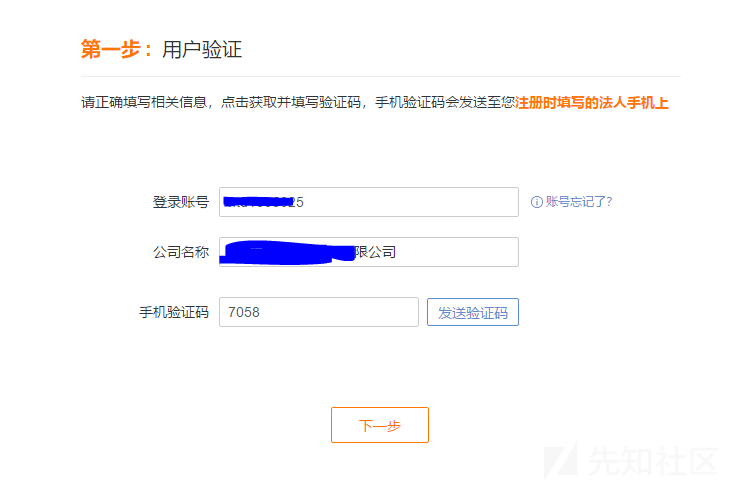 第一步：用户验证
请正确填写相关信息，点击获取并填写验证码，手机验证码会发送至您注册时填写的法人手机上
登录账号 25 账号忘记了?
公司名称 限公司
手机验证码 7058 发送验证码
下一步
先知社区